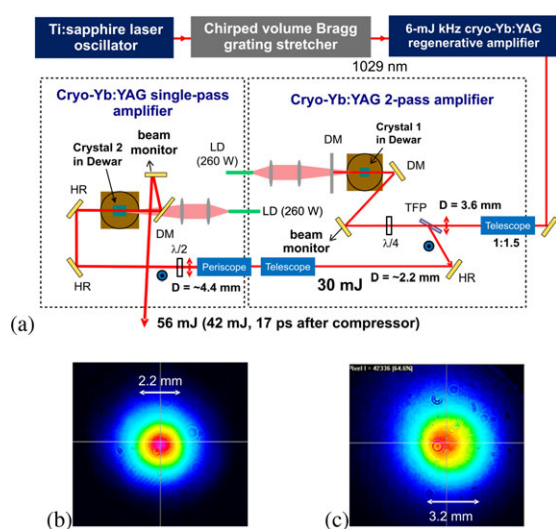 Ti:sapphire laser
oscillator
Chirped volume Bragg
grating stretcher
6-mJ kHz cryo-Yb:YAG
regenerative amplifier
1029 nm
Cryo-Yb:YAG single-pass
amplifier
Cryo-Yb:YAG 2-pass amplifier
Crystal 2
in Dewar
beam
monitor
LD
(260 W)
DM
Crystal 1
in Dewar
DM
HR
DM
LD (260 W)
TFP
D = 3.6 mm
beam
monitor
λ/4
Telescope
1:1.5
λ/2
Periscope
Telescope
D = ~2.2 mm
HR
HR
D = ~4.4 mm
30 mJ
(a)
56 mJ (42 mJ, 17 ps after compressor)
2.2 mm
(b)
Pixel I = 42336 [64.6%]
3.2 mm
(c)